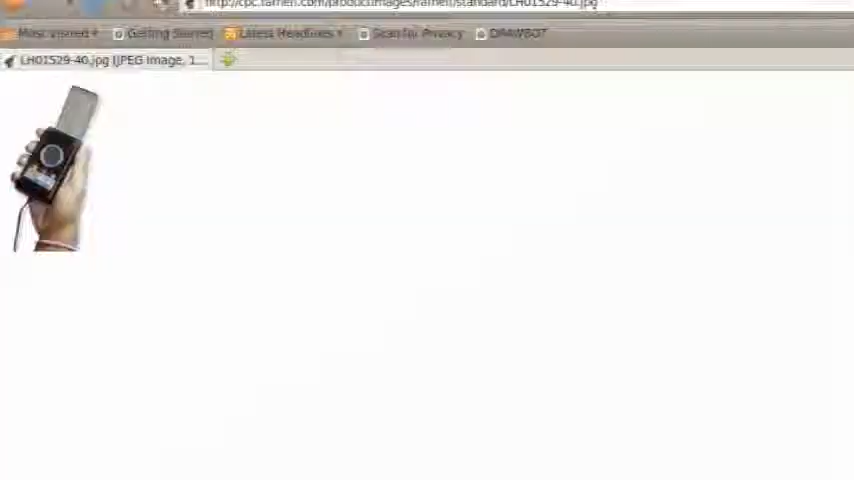 http://cpc.farnell.com/productimages/farnell/standard/LH01529-40.jpg
Most Visited Getting Started Latest Headlines Scan for Privacy DRAWBOT
LH01529-40.jpg (JPEG Image, 1...